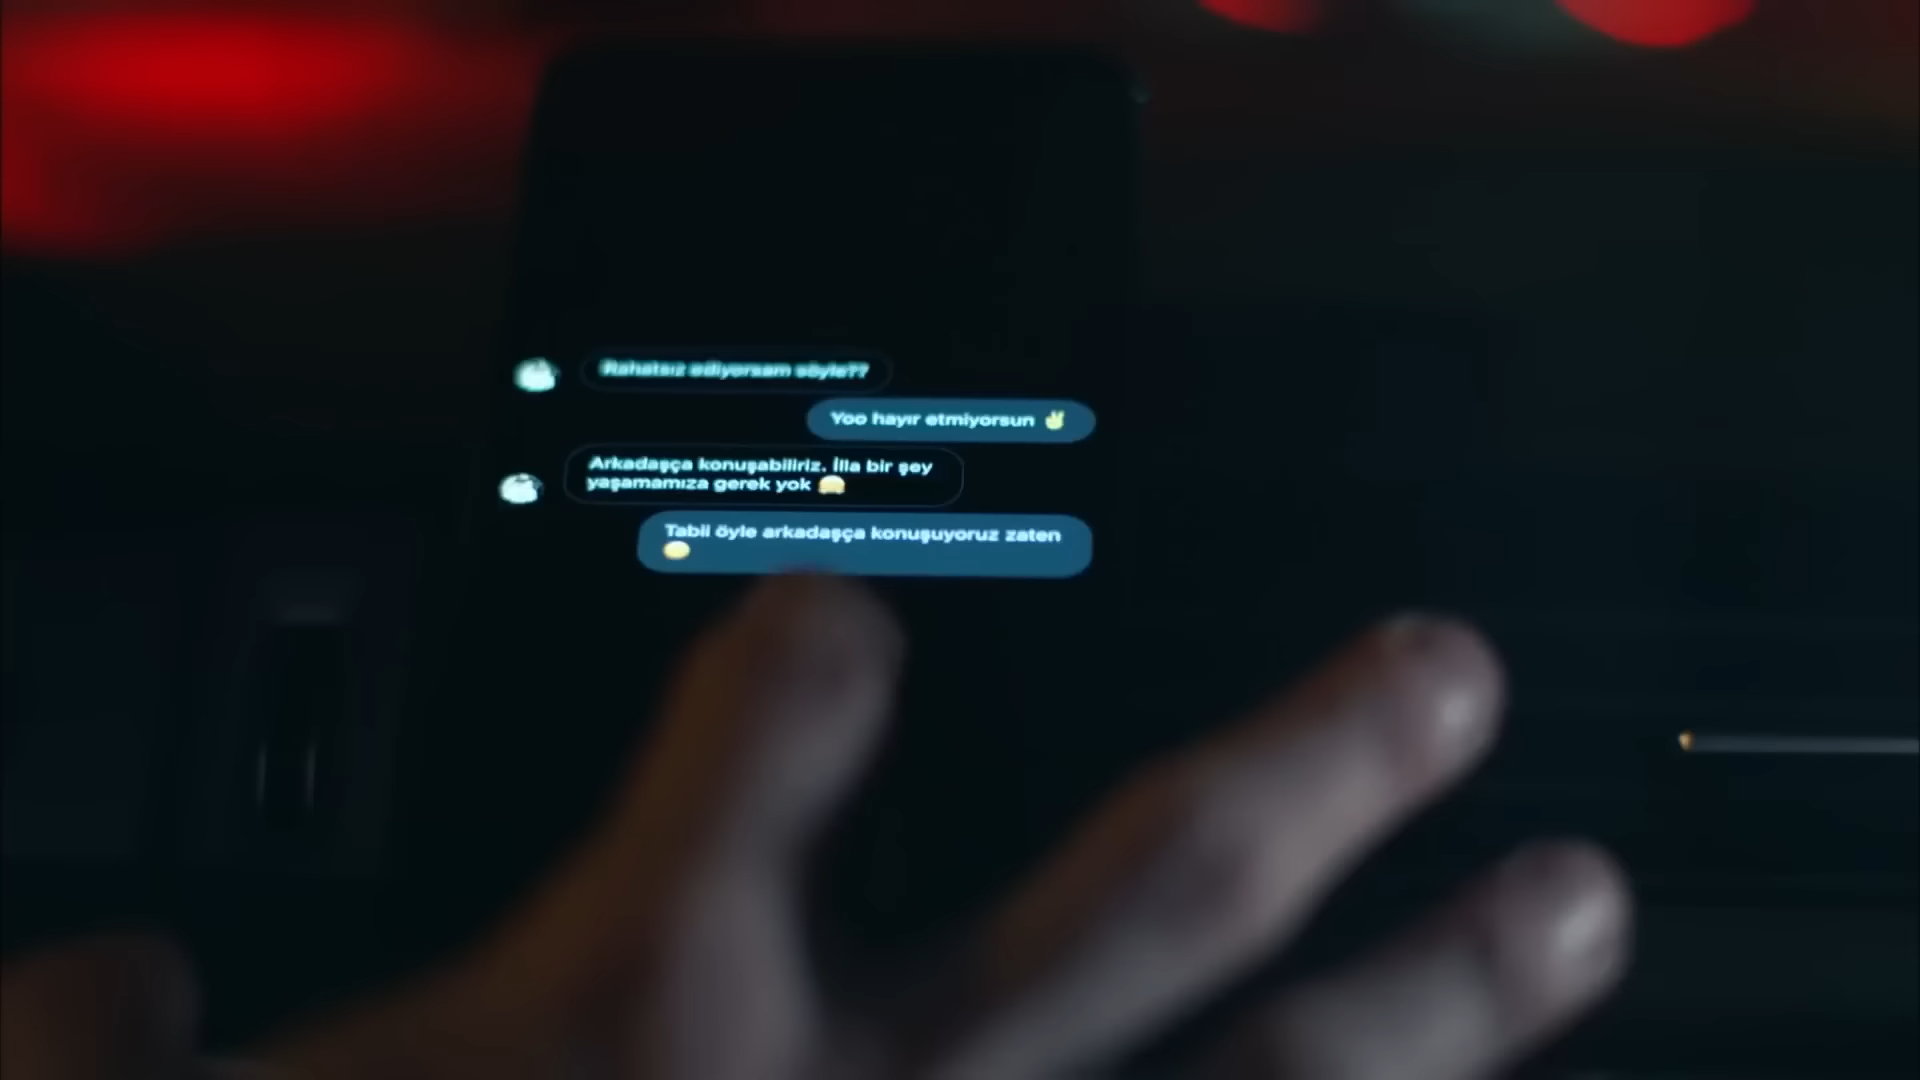 Rahatsız ediyorsam söyle??
Yoo hayır etmiyorsun ✌
Arkadaşça konuşabiliriz. İlla bir şey
yaşamamıza gerek yok
Tabii öyle arkadaşça konuşuyoruz zaten